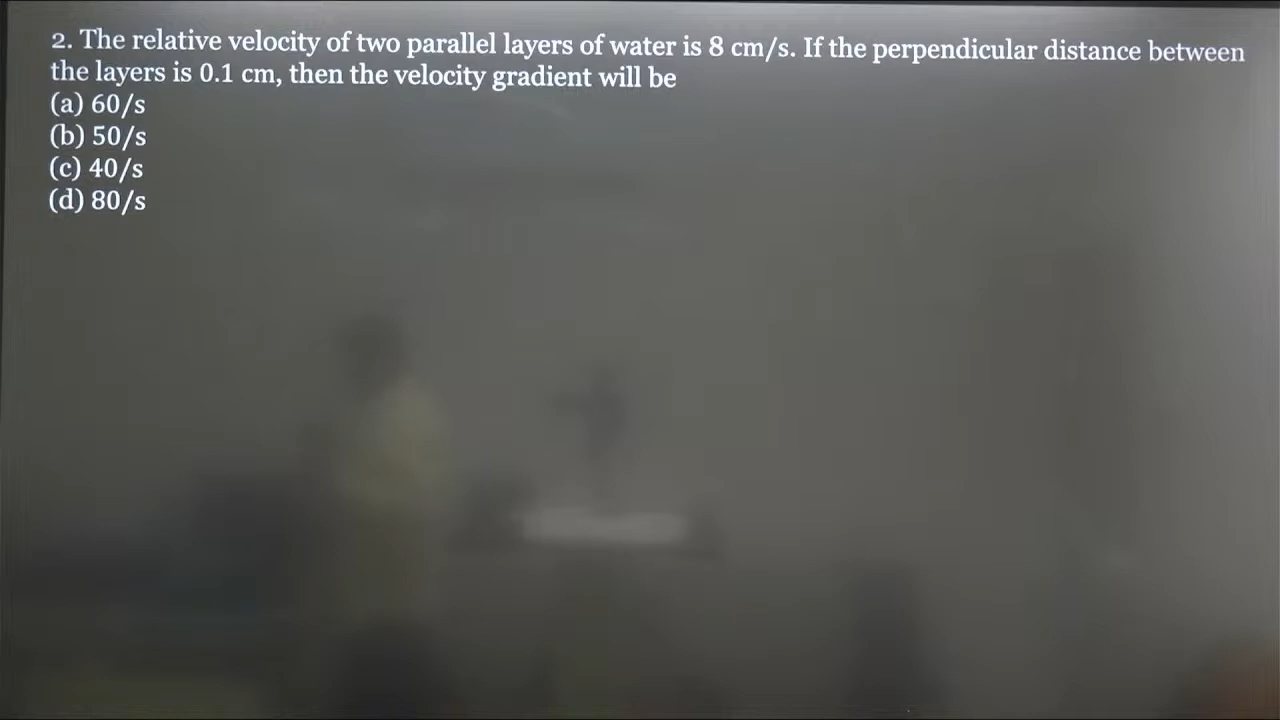 2. The relative velocity of two parallel layers of water is 8 cm/s. If the perpendicular distance between
the layers is 0.1 cm, then the velocity gradient will be
(a) 60/s
(b) 50/s
(c) 40/s
(d) 80/s